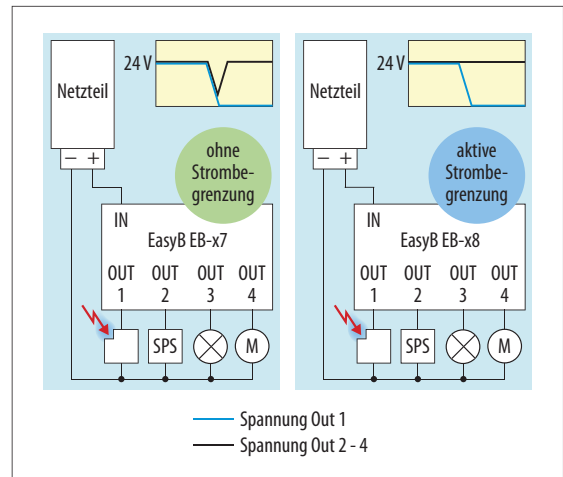 24 V
Netzteil
– +
ohne
Strombe-
grenzung
IN
EasyB EB-x7
OUT OUT OUT OUT
1 2 3 4
SPS M
24 V
Netzteil
– +
aktive
Strombe-
grenzung
IN
EasyB EB-x8
OUT OUT OUT OUT
1 2 3 4
SPS M
Spannung Out 1
Spannung Out 2 - 4